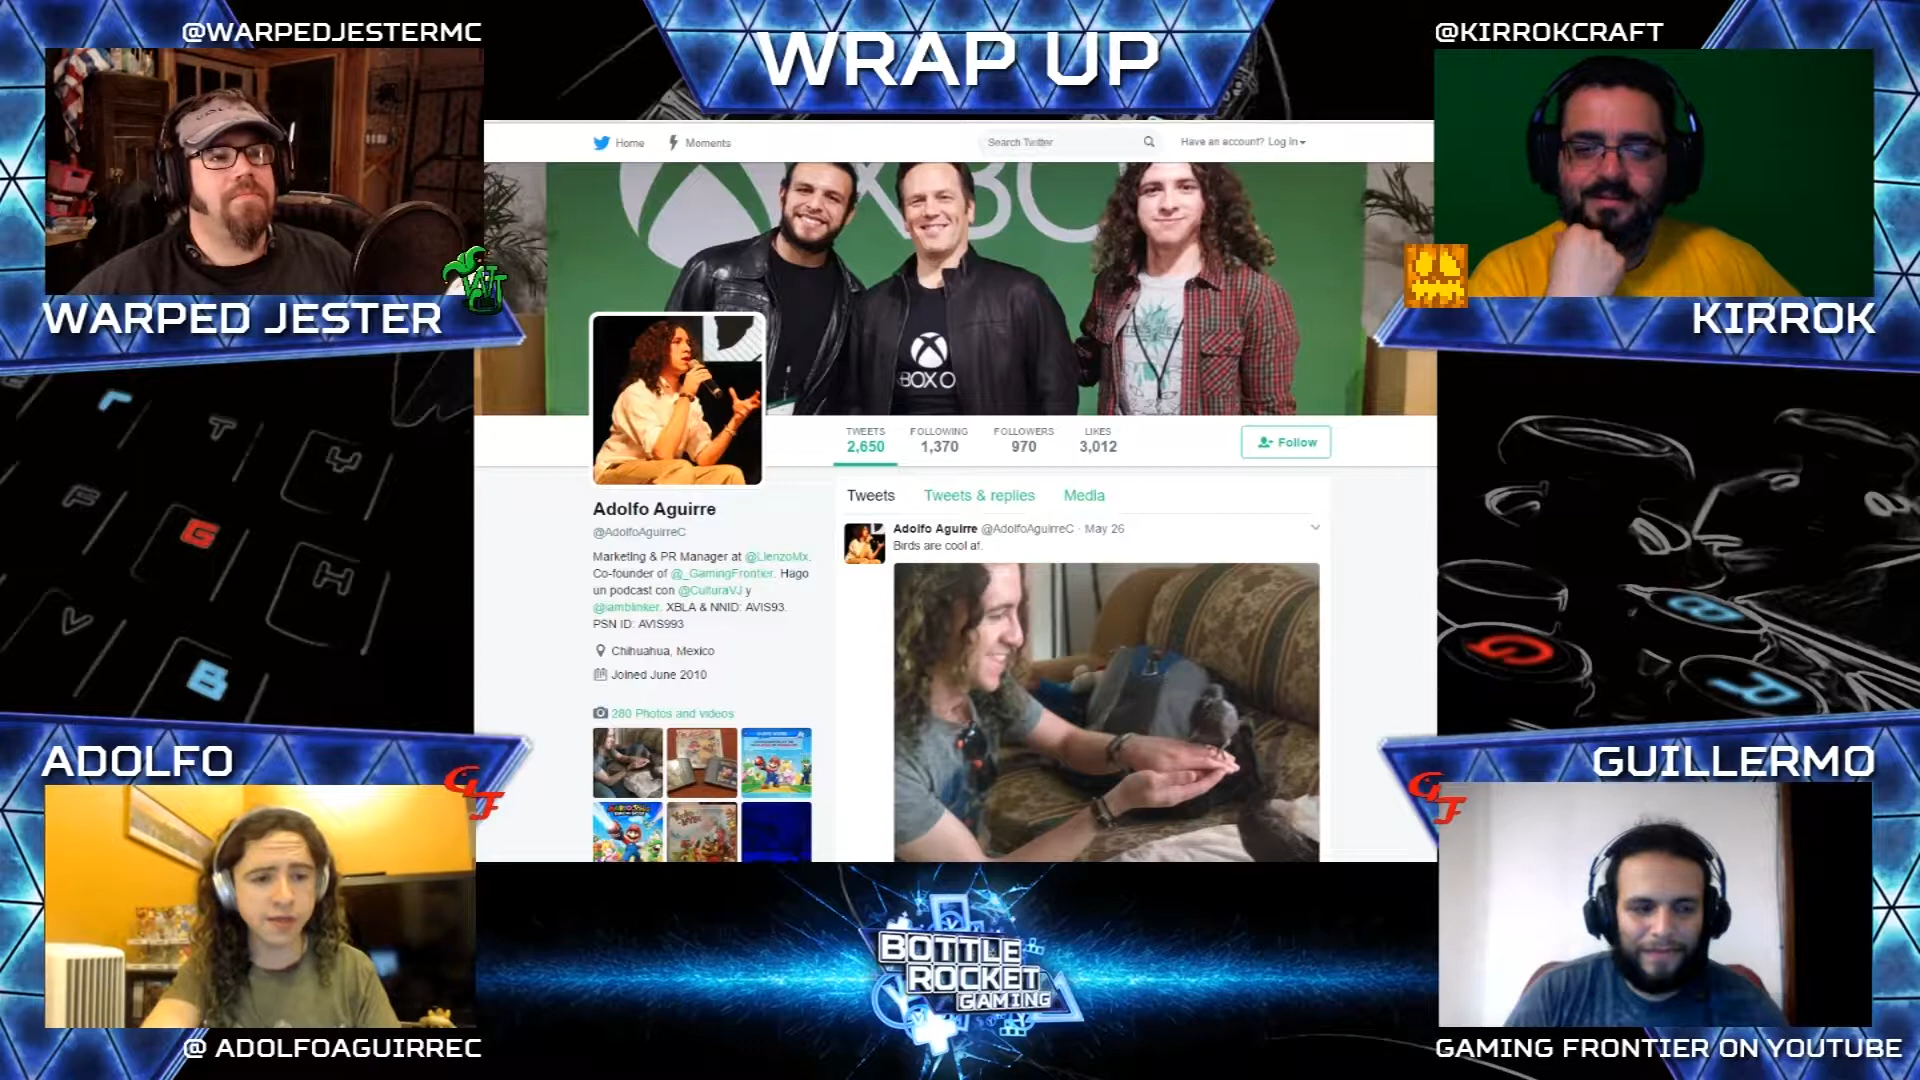 @WARPEDJESTERMC
WRAP UP
@KIRROKCRAFT
Home
Moments
Search Twitter
Have an account? Log in
XBOX
XBOX O
WARPED JESTER
WJ
KIRROK
TWEETS
2,650
FOLLOWING
1,370
FOLLOWERS
970
LIKES
3,012
Follow
Adolfo Aguirre
@AdolfoAguirreC
Marketing & PR Manager at @LienzoMx.
Co-founder of @_GamingFrontier. Hago
un podcast con @CulturaVJ y
@iamblinker. XBLA & NNID: AVIS93.
PSN ID: AVIS993
Chihuahua, Mexico
Joined June 2010
280 Photos and videos
Tweets
Tweets & replies
Media
Adolfo Aguirre @AdolfoAguirreC · May 26
Birds are cool af.
r
T
Y
F
G
H
V
B
G
B
R
ADOLFO
GF
GUILLERMO
GF
BOTTLE
ROCKET
GAMING
@ ADOLFOAGUIRREC
GAMING FRONTIER ON YOUTUBE